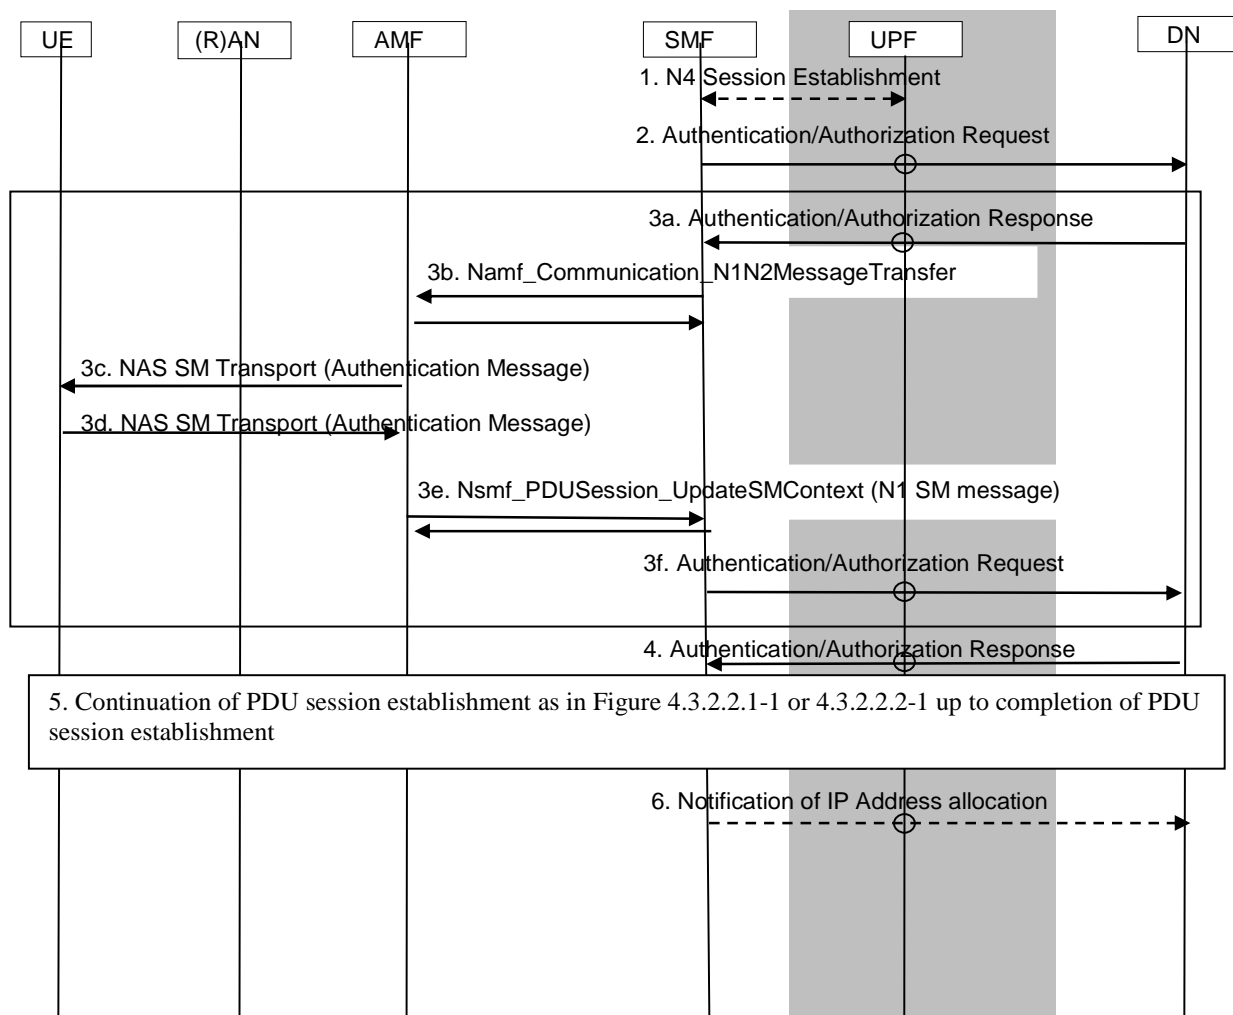 UE
(R)AN
AMF
SMF
UPF
DN
1. N4 Session Establishment
2. Authentication/Authorization Request
3a. Authentication/Authorization Response
3b. Namf_Communication_N1N2MessageTransfer
3c. NAS SM Transport (Authentication Message)
3d. NAS SM Transport (Authentication Message)
3e. Nsmf_PDUSession_UpdateSMContext (N1 SM message)
3f. Authentication/Authorization Request
4. Authentication/Authorization Response
5. Continuation of PDU session establishment as in Figure 4.3.2.2.1-1 or 4.3.2.2.2-1 up to completion of PDU
session establishment
6. Notification of IP Address allocation